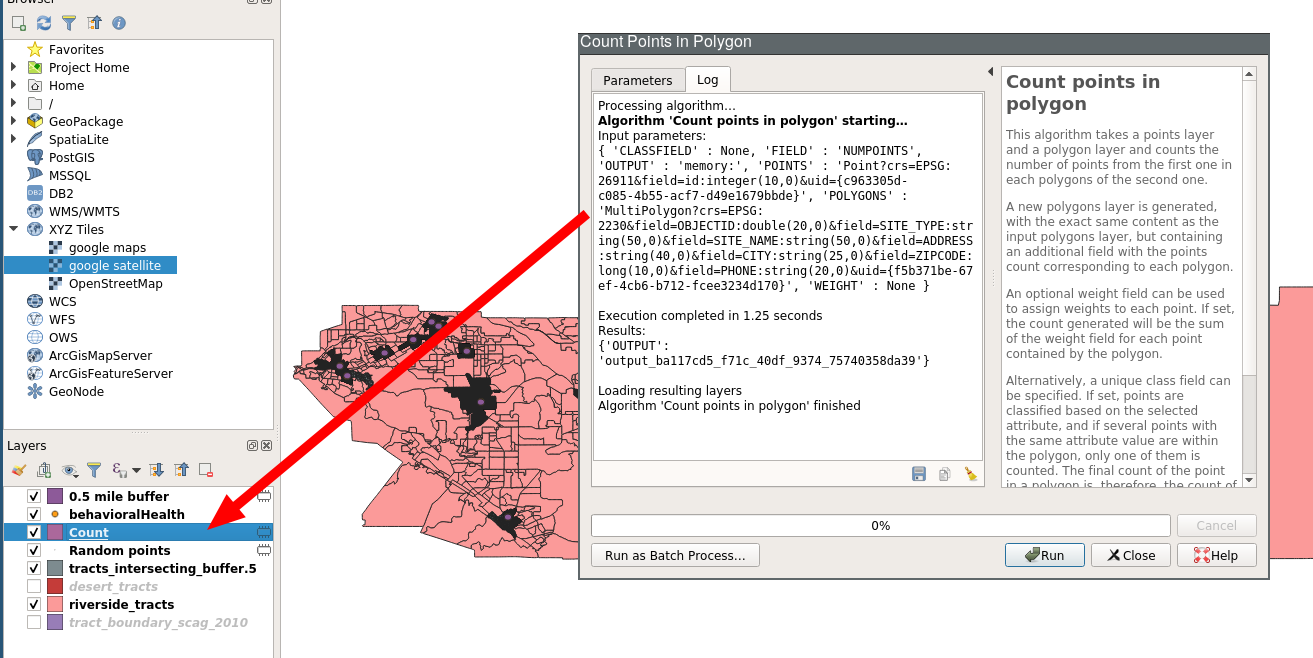 Browser
Favorites
Project Home
Home
/
GeoPackage
SpatiaLite
PostGIS
MSSQL
DB2
DB2
WMS/WMTS
XYZ Tiles
google maps
google satellite
OpenStreetMap
WCS
WFS
OWS
ArcGisMapServer
ArcGisFeatureServer
GeoNode
Layers
0.5 mile buffer
behavioralHealth
Count
Random points
tracts_intersecting_buffer.5
desert_tracts
riverside_tracts
tract_boundary_scag_2010
Count Points in Polygon
Parameters
Log
Processing algorithm…
Algorithm 'Count points in polygon' starting…
Input parameters:
{ 'CLASSFIELD' : None, 'FIELD' : 'NUMPOINTS',
'OUTPUT' : 'memory:', 'POINTS' : 'Point?crs=EPSG:
26911&field=id:integer(10,0)&uid={c963305d-
c085-4b55-acf7-d49e1679bbde}', 'POLYGONS' :
'MultiPolygon?crs=EPSG:
2230&field=OBJECTID:double(20,0)&field=SITE_TYPE:str
ing(50,0)&field=SITE_NAME:string(50,0)&field=ADDRESS
:string(40,0)&field=CITY:string(25,0)&field=ZIPCODE:
long(10,0)&field=PHONE:string(20,0)&uid={f5b371be-67
ef-4cb6-b712-fcee3234d170}', 'WEIGHT' : None }
Execution completed in 1.25 seconds
Results:
{'OUTPUT':
'output_ba117cd5_f71c_40df_9374_75740358da39'}
Loading resulting layers
Algorithm 'Count points in polygon' finished
0%
Cancel
Run as Batch Process…
Run
Close
Help
Count points in
polygon
This algorithm takes a points layer
and a polygon layer and counts the
number of points from the first one in
each polygons of the second one.
A new polygons layer is generated,
with the exact same content as the
input polygons layer, but containing
an additional field with the points
count corresponding to each polygon.
An optional weight field can be used
to assign weights to each point. If set,
the count generated will be the sum
of the weight field for each point
contained by the polygon.
Alternatively, a unique class field can
be specified. If set, points are
classified based on the selected
attribute, and if several points with
the same attribute value are within
the polygon, only one of them is
counted. The final count of the point
in a polygon is, therefore, the count of